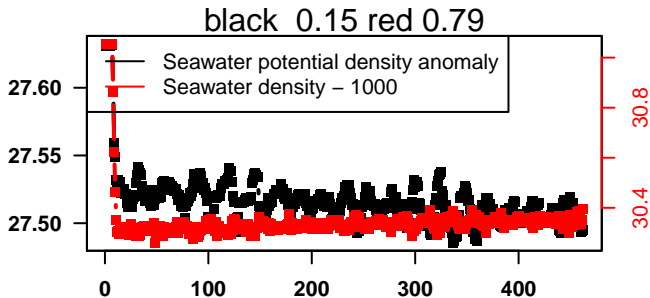 black 0.15 red 0.79
Seawater potential density anomaly
Seawater density − 1000
27.60
27.55
27.50
30.8
30.4
0 100 200 300 400